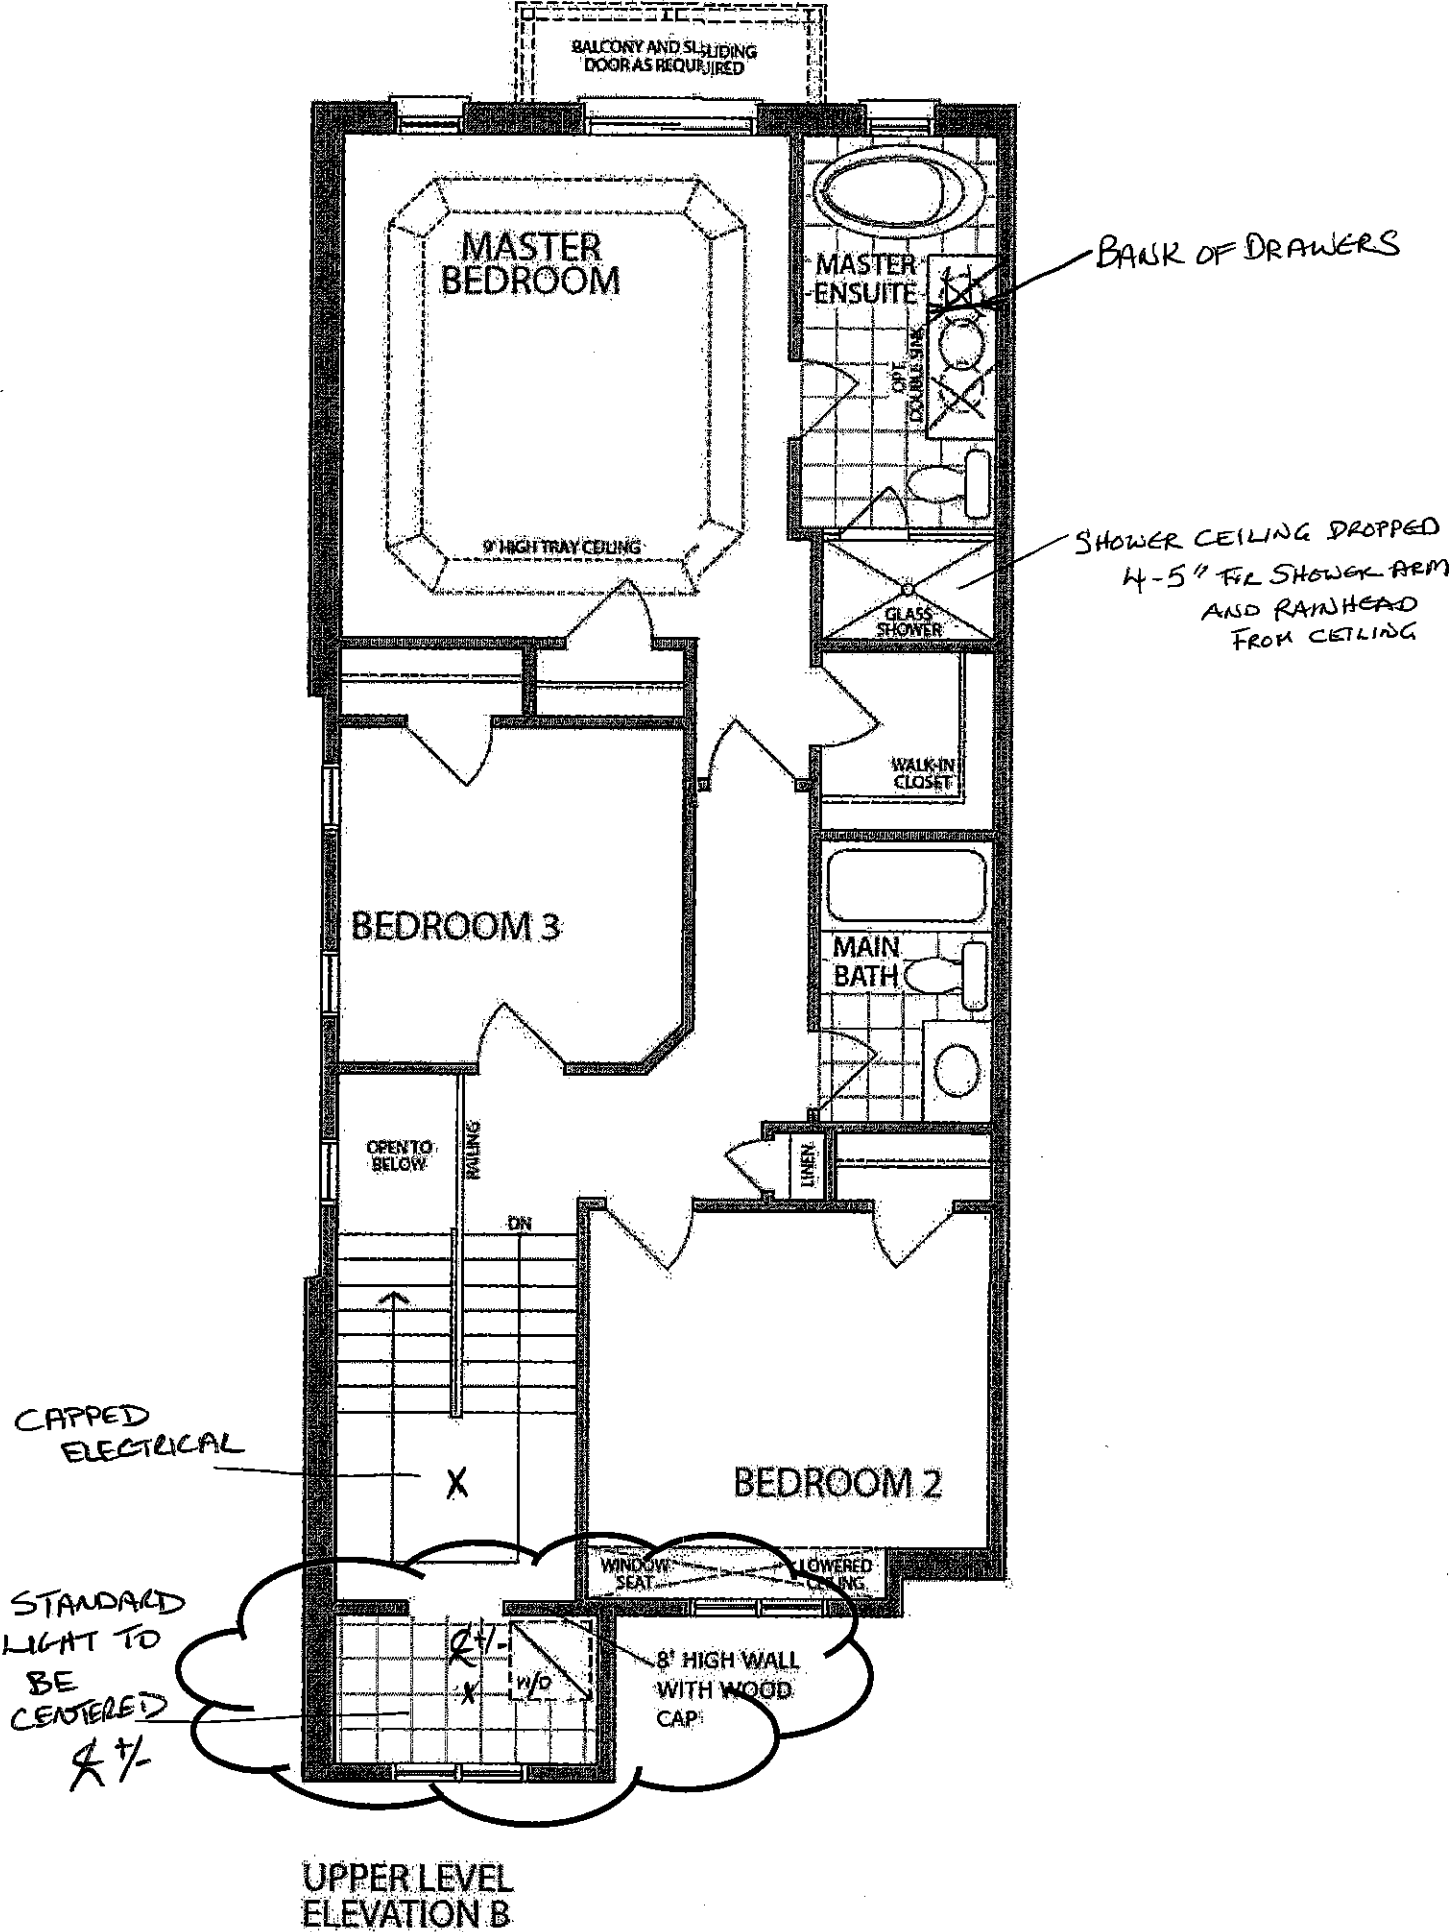 BALCONY AND SLIDING
DOOR AS REQUIRED
MASTER
BEDROOM
9' HIGH TRAY CEILING
MASTER
ENSUITE
OPT.
DOUBLE SINK
BANK OF DRAWERS
GLASS
SHOWER
SHOWER CEILING DROPPED
4-5" FOR SHOWER ARM
AND RAINHEAD
FROM CEILING
WALK-IN
CLOSET
BEDROOM 3
MAIN
BATH
OPEN TO
BELOW
RAILING
LINEN
DN
CAPPED
ELECTRICAL
X
BEDROOM 2
WINDOW
SEAT
LOWERED
CEILING
STANDARD
LIGHT TO
BE
CENTERED
℄ +/-
℄ +/-
X
W/D
8' HIGH WALL
WITH WOOD
CAP
UPPER LEVEL
ELEVATION B